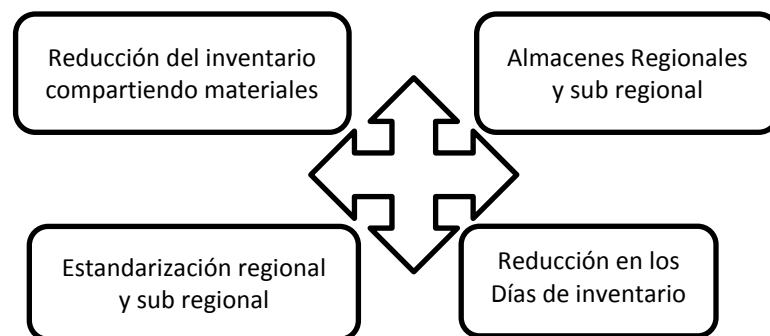 Reducción del inventario
compartiendo materiales
Almacenes Regionales
y sub regional
Estandarización regional
y sub regional
Reducción en los
Días de inventario